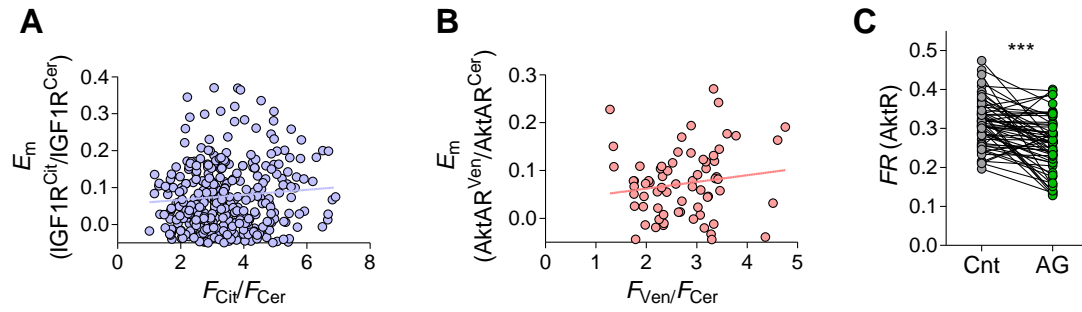 A
E_m
(IGF1R^Cit/IGF1R^Cer)
0.4
0.3
0.2
0.1
0.0
0 2 4 6 8
F_Cit/F_Cer
B
E_m
(AktAR^Ven/AktAR^Cer)
0.3
0.2
0.1
0.0
0 1 2 3 4 5
F_Ven/F_Cer
C
***
FR (AktR)
0.5
0.4
0.3
0.2
0.1
0.0
Cnt AG